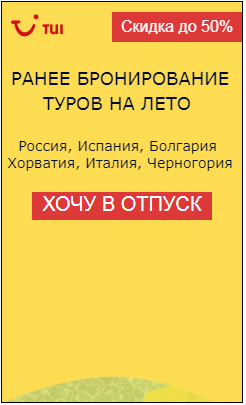 TUI
Скидка до 50%
РАНЕЕ БРОНИРОВАНИЕ
ТУРОВ НА ЛЕТО
Россия, Испания, Болгария
Хорватия, Италия, Черногория
ХОЧУ В ОТПУСК